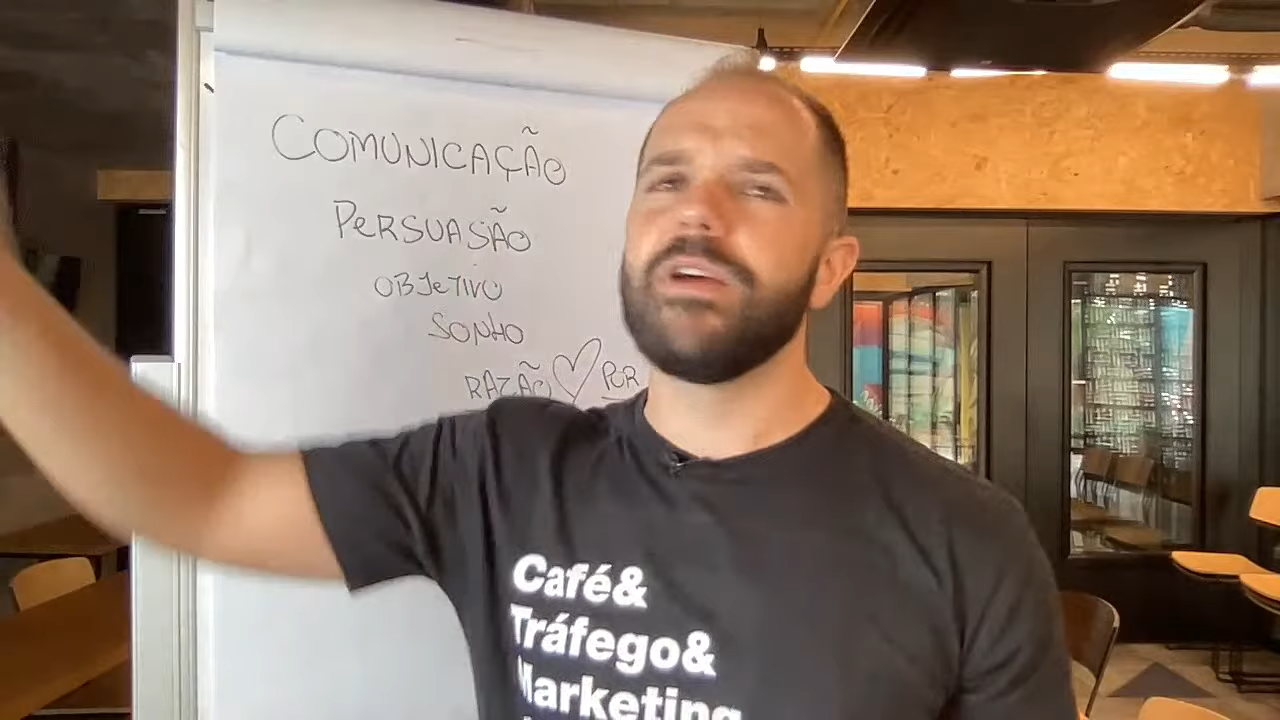 COMUNICAÇÃO
PERSUASÃO
OBJETIVO
SONHO
RAZÃO POR
Café&
Tráfego&
Marketing